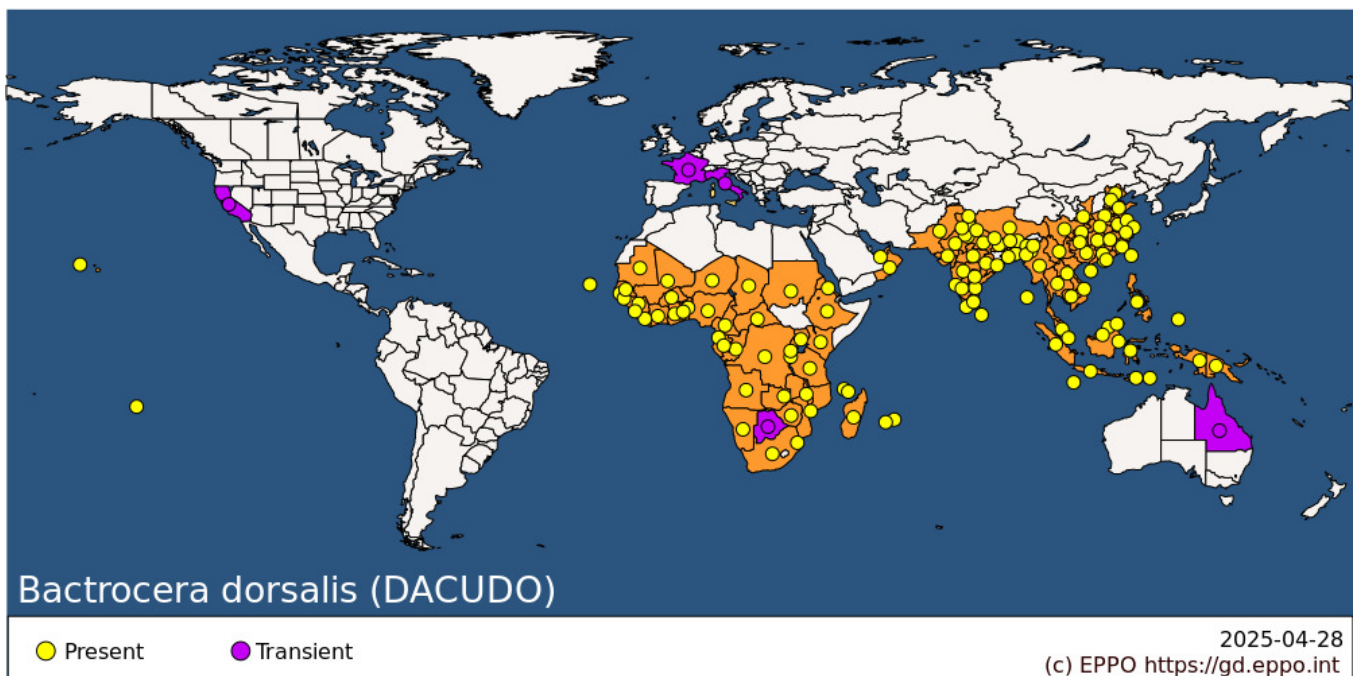 Bactrocera dorsalis (DACUDO)
Present
Transient
2025-04-28
(c) EPPO https://gd.eppo.int